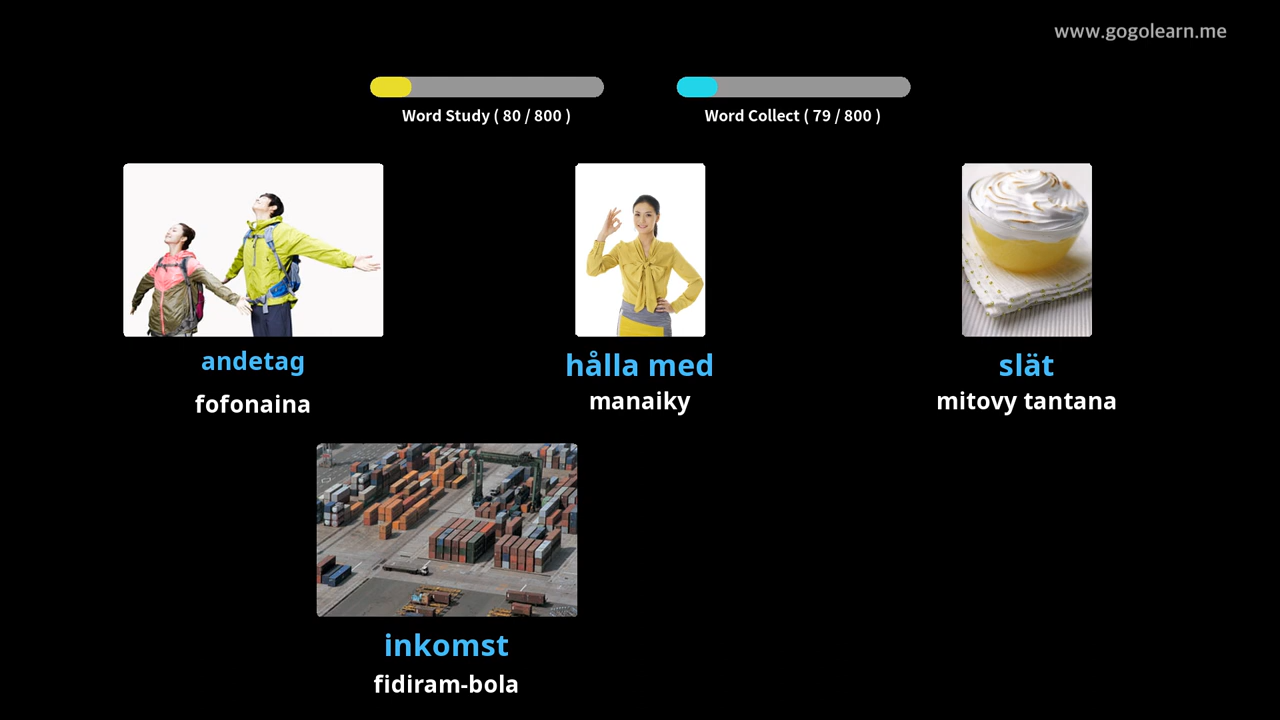 www.gogolearn.me
Word Study ( 80 / 800 )
Word Collect ( 79 / 800 )
andetag
fofonaina
hålla med
manaiky
slät
mitovy tantana
inkomst
fidiram-bola